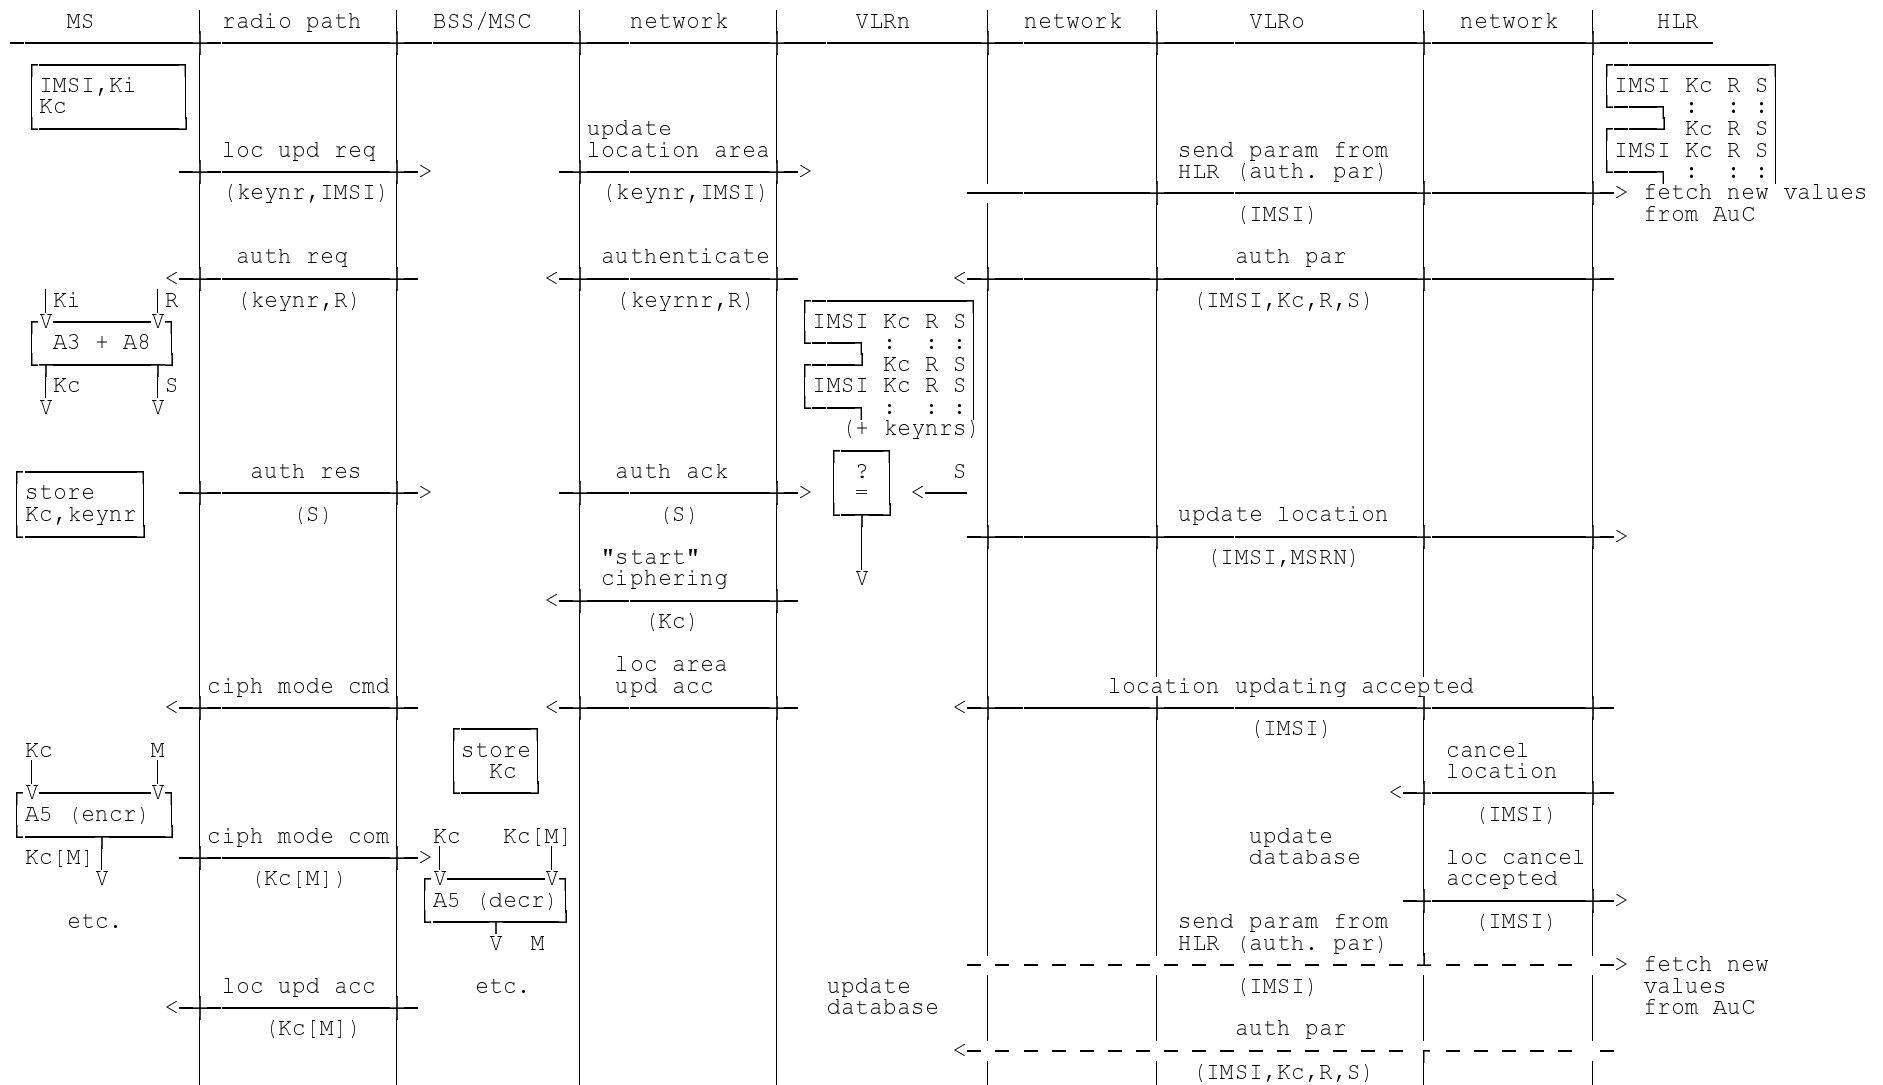 MS radio path BSS/MSC network VLRn network VLRo network HLR
IMSI,Ki IMSI Kc R S
Kc : : :
update Kc R S
loc upd req location area send param from IMSI Kc R S
HLR (auth. par) : : :
(keynr,IMSI) (keynr,IMSI) > fetch new values
(IMSI) from AuC
auth req authenticate auth par
Ki R (keynr,R) (keyrnr,R) (IMSI,Kc,R,S)
V V IMSI Kc R S
A3 + A8 : : :
Kc R S
Kc S IMSI Kc R S
V V : : :
(+ keynrs)
auth res auth ack ? S
store > > = <
Kc,keynr (S) (S) update location
"start" (IMSI,MSRN)
ciphering V
(Kc)
loc area
ciph mode cmd upd acc location updating accepted
(IMSI)
Kc M store cancel
Kc location
V V
A5 (encr) (IMSI)
ciph mode com Kc Kc[M] update
Kc[M] database loc cancel
V (Kc[M]) V V accepted
A5 (decr)
etc. send param from (IMSI)
V M HLR (auth. par)
> fetch new
loc upd acc etc. update (IMSI) values
database from AuC
(Kc[M]) auth par
(IMSI,Kc,R,S)